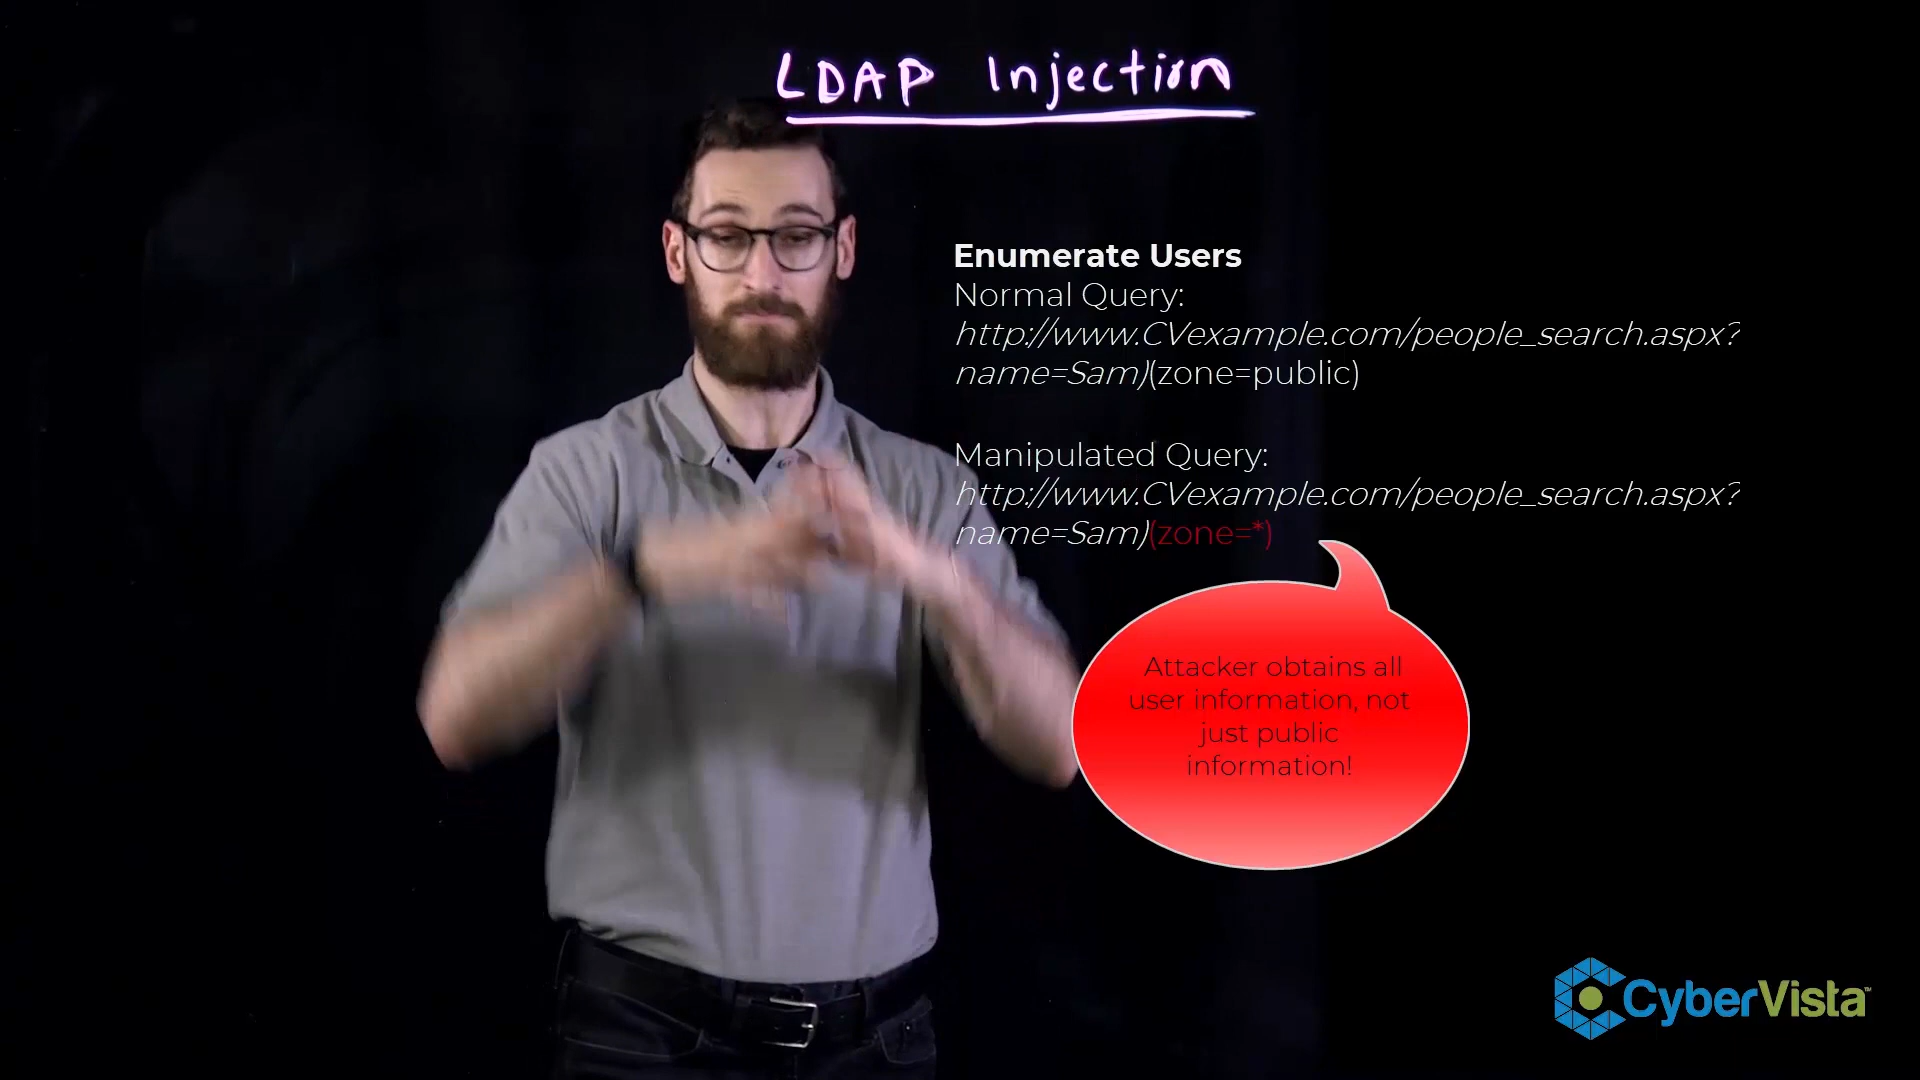 LDAP Injection
Enumerate Users
Normal Query:
http://www.CVexample.com/people_search.aspx?
name=Sam)(zone=public)
Manipulated Query:
http://www.CVexample.com/people_search.aspx?
name=Sam)(zone=*)
Attacker obtains all
user information, not
just public
information!
CyberVista™